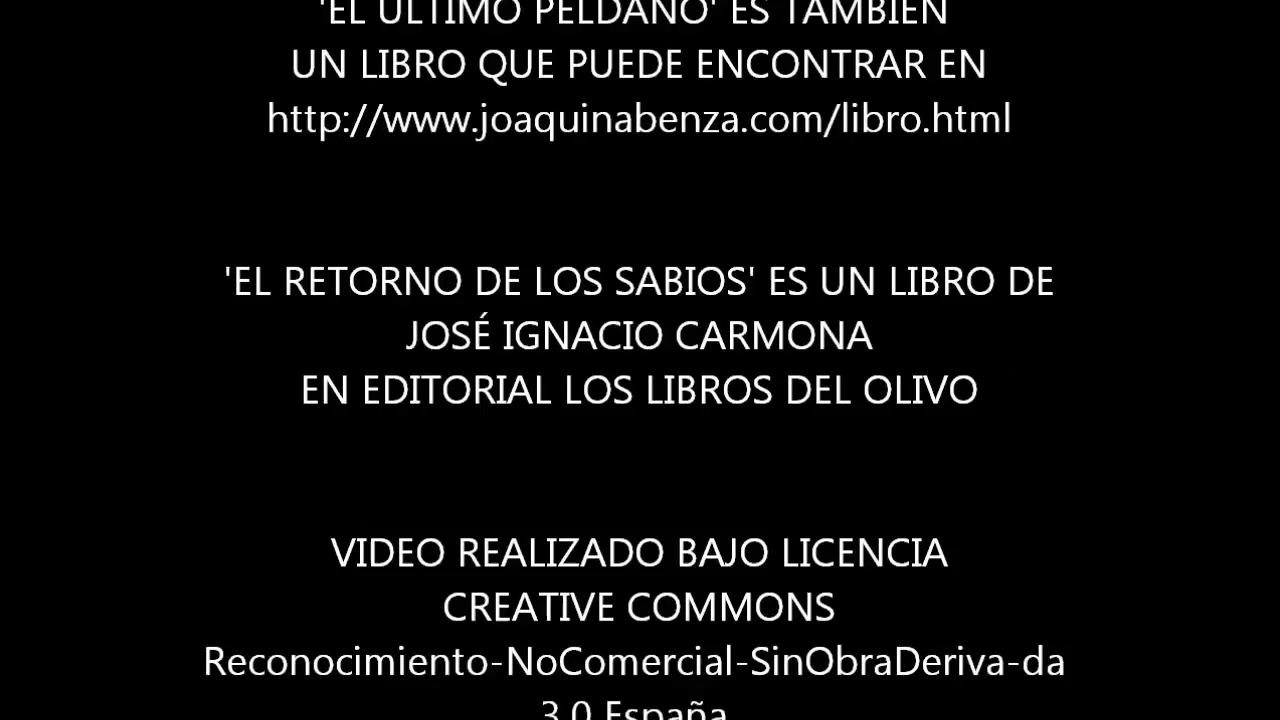 'EL ÚLTIMO PELDAÑO' ES TAMBIÉN
UN LIBRO QUE PUEDE ENCONTRAR EN
http://www.joaquinabenza.com/libro.html
'EL RETORNO DE LOS SABIOS' ES UN LIBRO DE
JOSÉ IGNACIO CARMONA
EN EDITORIAL LOS LIBROS DEL OLIVO
VIDEO REALIZADO BAJO LICENCIA
CREATIVE COMMONS
Reconocimiento-NoComercial-SinObraDeriva-da
3.0 España